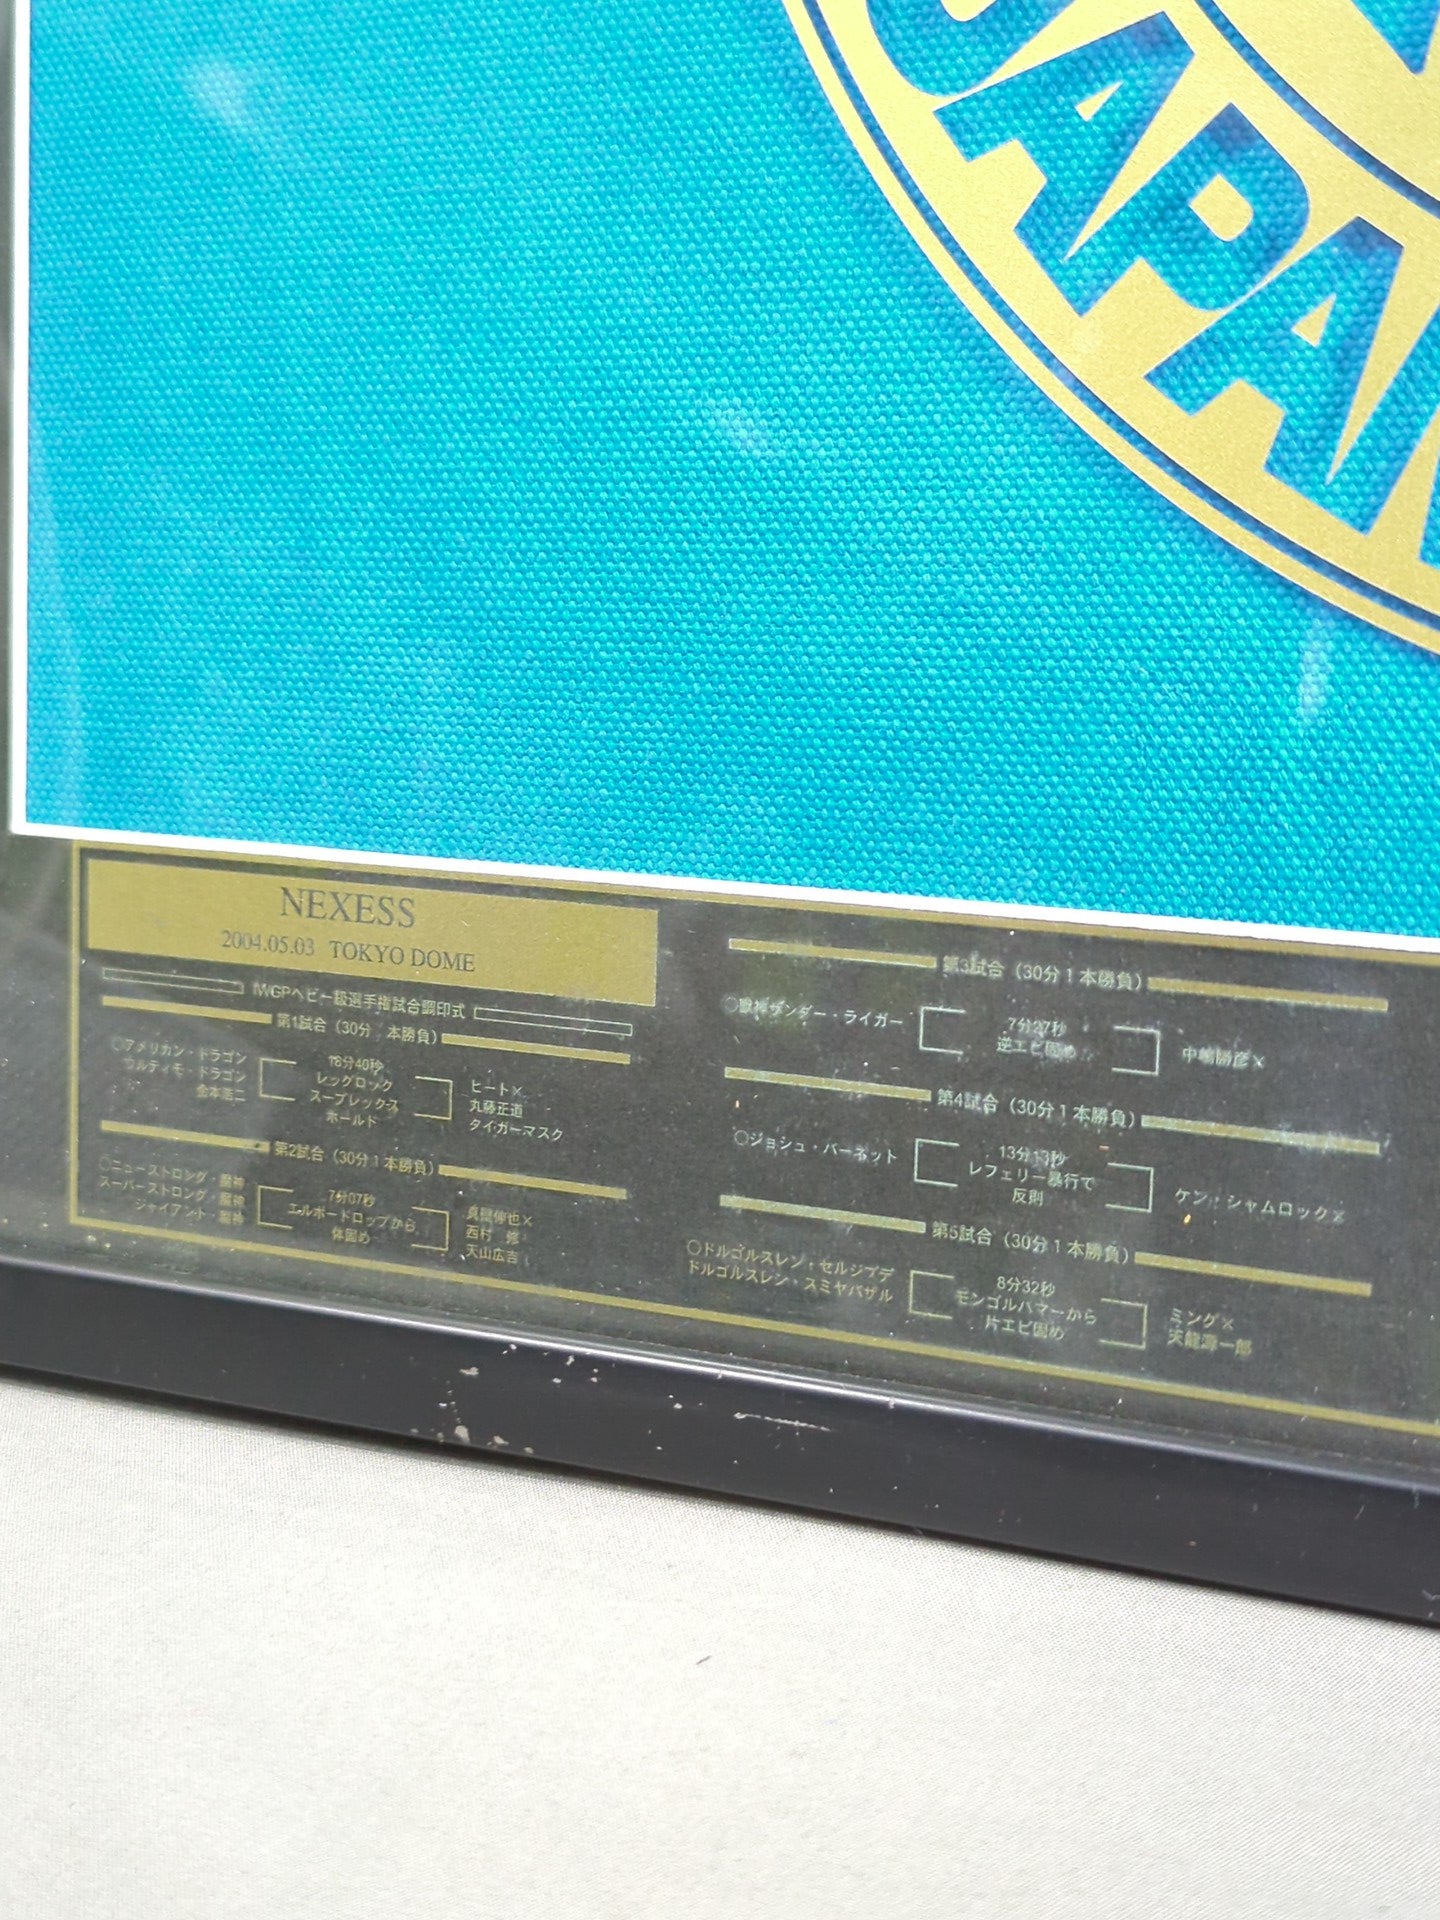 JAPAN
NEXESS
2004.05.03 TOKYO DOME
IWGPヘビー級選手権試合調印式
第1試合（30分1本勝負）
○アメリカン・ドラゴン
ウルティモ・ドラゴン
金本浩二
18分40秒
レッグロック
スープレックス
ホールド
ヒート×
丸藤正道
タイガーマスク
第2試合（30分1本勝負）
○ニューストロング・魔神
スーパーストロング・魔神
ジャイアント・魔神
7分07秒
エルボードロップから
体固め
真壁伸也×
西村 修
天山広吉
第3試合（30分1本勝負）
○獣神サンダー・ライガー
7分27秒
逆エビ固め
中嶋勝彦×
第4試合（30分1本勝負）
○ジョシュ・バーネット
13分13秒
レフェリー暴行で
反則
ケン・シャムロック×
第5試合（30分1本勝負）
○ドルゴルスレン・セルジブデ
ドルゴルスレン・スミヤバザル
8分32秒
モンゴルハマーから
片エビ固め
ミング×
天龍源一郎